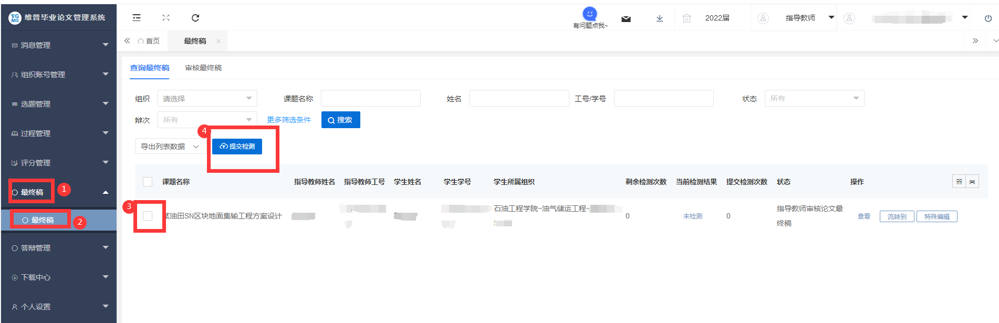 VG MS 维普毕业论文管理系统
有问题点我~
2022届
指导教师
首页
最终稿
消息管理
组织账号管理
选题管理
过程管理
评分管理
最终稿 1
最终稿 2
答辩管理
下载中心
个人设置
查询最终稿 审核最终稿
组织 请选择 课题名称 姓名 工号/学号 状态 所有
辩次 所有 更多筛选条件 搜索
4
导出列表数据 提交检测
课题名称 指导教师姓名 指导教师工号 学生姓名 学生学号 学生所属组织 剩余检测次数 当前检测结果 提交检测次数 状态 操作
3
某油田SN区块地面集输工程方案设计 石油工程学院~油气储运工程~ 0 未检测 0 指导教师审核论文最终稿 查看 流转到 特殊编辑